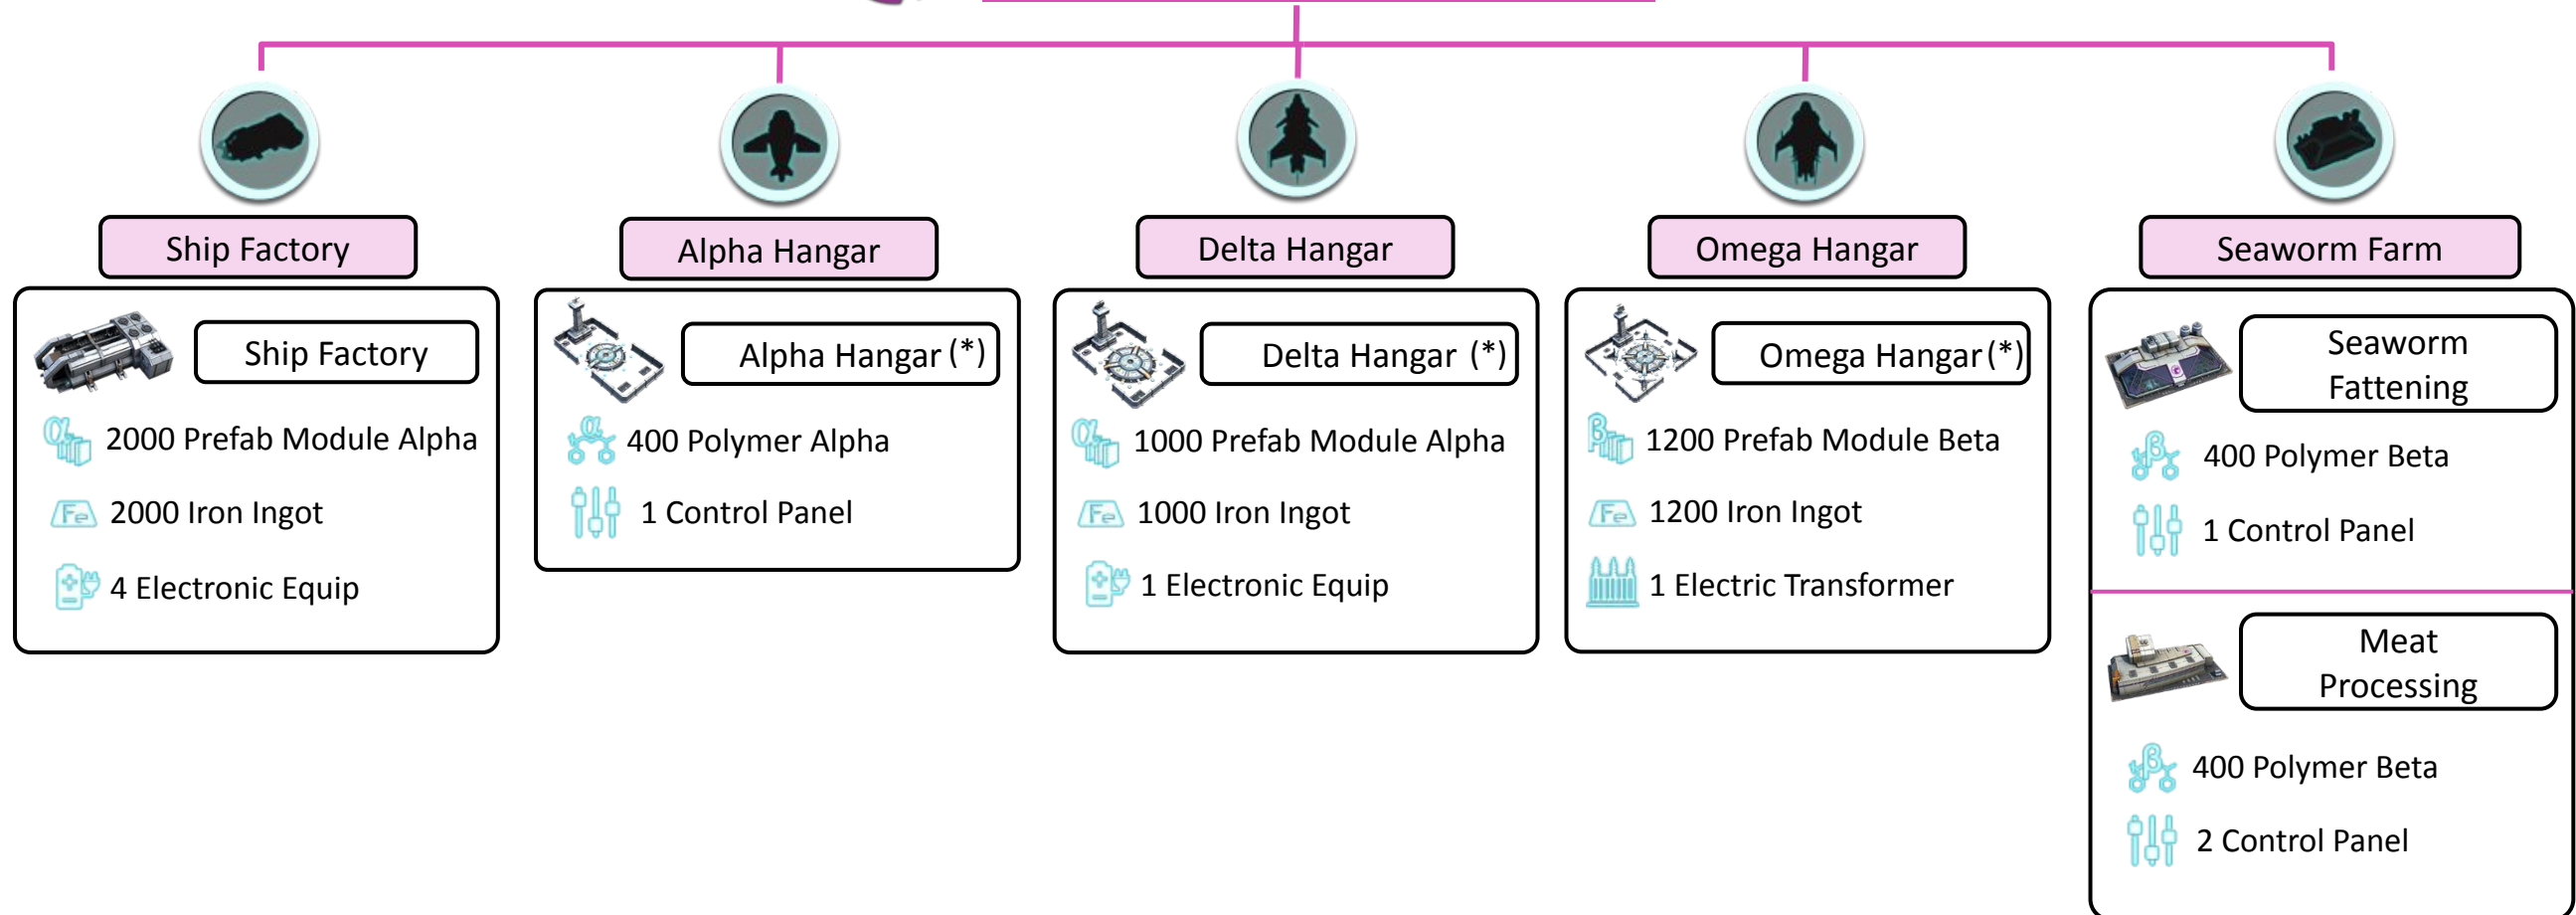 Ship Factory
Alpha Hangar
Delta Hangar
Omega Hangar
Seaworm Farm
Ship Factory
α
2000 Prefab Module Alpha
Fe
2000 Iron Ingot
4 Electronic Equip
Alpha Hangar (*)
α
400 Polymer Alpha
1 Control Panel
Delta Hangar (*)
α
1000 Prefab Module Alpha
Fe
1000 Iron Ingot
1 Electronic Equip
Omega Hangar (*)
β
1200 Prefab Module Beta
Fe
1200 Iron Ingot
1 Electric Transformer
Seaworm
Fattening
β
400 Polymer Beta
1 Control Panel
Meat
Processing
β
400 Polymer Beta
2 Control Panel